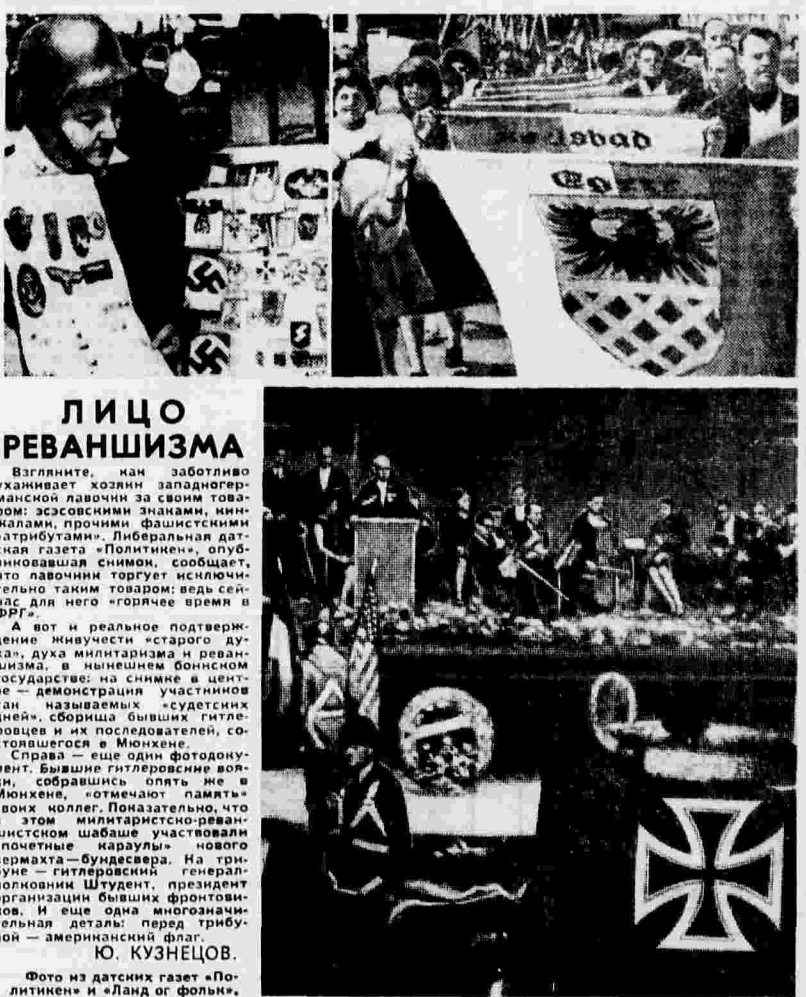 Karlsbad
Eger
ЛИЦО
РЕВАНШИЗМА
Взгляните, как заботливо
ухаживает хозяин западногер-
манской лавочки за своим това-
ром: эсэсовскими знаками, кин-
жалами, прочими фашистскими
«атрибутами». Либеральная дат-
ская газета «Политикен», опуб-
ликовавшая снимок, сообщает,
что лавочник торгует исключи-
тельно таким товаром: ведь сей-
час для него «горячее время в
ФРГ».
А вот и реальное подтверж-
дение живучести «старого ду-
ха», духа милитаризма и реван-
шизма, в нынешнем боннском
государстве: на снимке в цент-
ре — демонстрация участников
так называемых «судетских
дней», сборища бывших гитле-
ровцев и их последователей, со-
стоявшегося в Мюнхене.
Справа — еще один фотодоку-
мент. Бывшие гитлеровские воя-
ки, собравшись опять же в
Мюнхене, «отмечают память»
своих коллег. Показательно, что
в этом милитаристско-реван-
шистском шабаше участвовали
«почетные караулы» нового
вермахта—бундесвера. На три-
буне — гитлеровский генерал-
полковник Штудент, президент
организации бывших фронтови-
ков. И еще одна многозначи-
тельная деталь: перед трибу-
ной — американский флаг.
Ю. КУЗНЕЦОВ.
Фото из датских газет «По-
литикен» и «Ланд ог фольк».